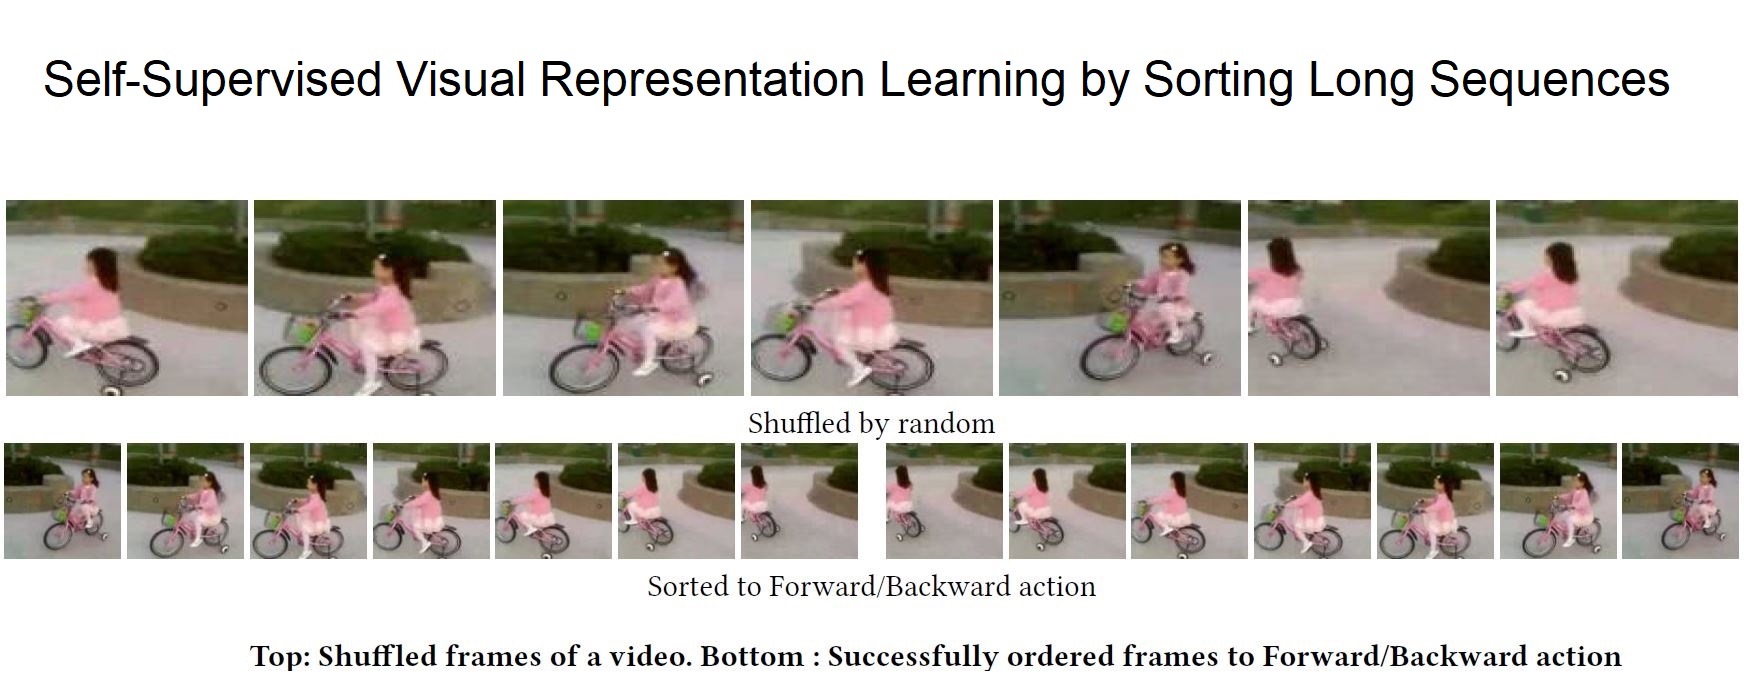 Self-Supervised Visual Representation Learning by Sorting Long Sequences
Shuffled by random
Sorted to Forward/Backward action
Top: Shuffled frames of a video. Bottom : Successfully ordered frames to Forward/Backward action